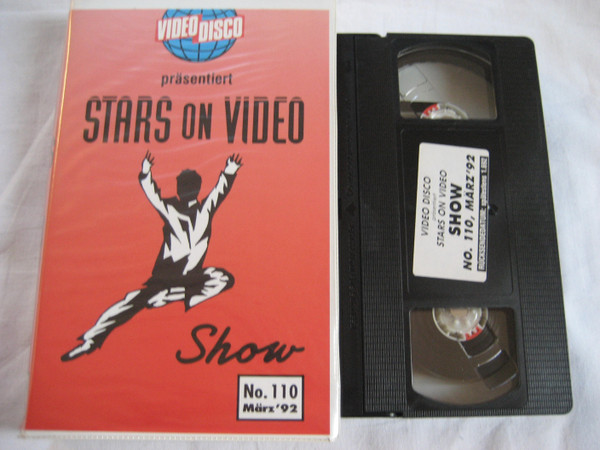 VIDEO DISCO
präsentiert
STARS ON VIDEO
Show
No. 110
März'92
VIDEO DISCO
präsentiert
STARS ON VIDEO
SHOW
NO. 110, MÄRZ'92